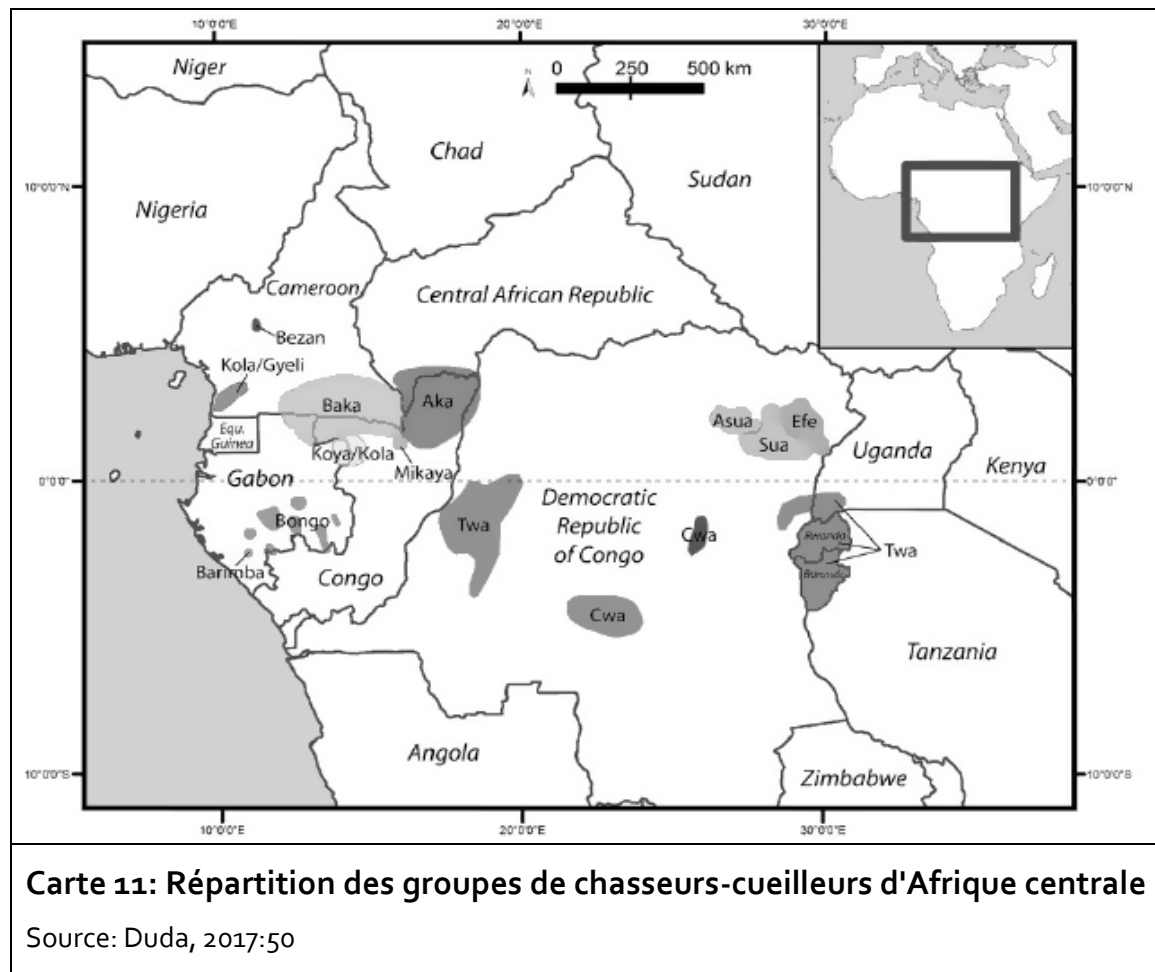 10°0'0"E
20°0'0"E
30°0'0"E
Niger
N
0 250 500 km
Chad
Sudan
10°0'0"N
10°0'0"N
Nigeria
Cameroon
Central African Republic
Bezan
Kola/Gyeli
Baka
Aka
Asua
Efe
Sua
Equ.
Guinea
Koya/Kola
Mikaya
Uganda
Kenya
Gabon
0°0'0"
0°0'0"
Democratic
Republic
of Congo
Bongo
Twa
Cwa
Rwanda
Twa
Barimba
Congo
Burundi
Cwa
Tanzania
Angola
Zimbabwe
10°0'0"S
10°0'0"S
10°0'0"E
20°0'0"E
30°0'0"E
Carte 11: Répartition des groupes de chasseurs-cueilleurs d'Afrique centrale
Source: Duda, 2017:50